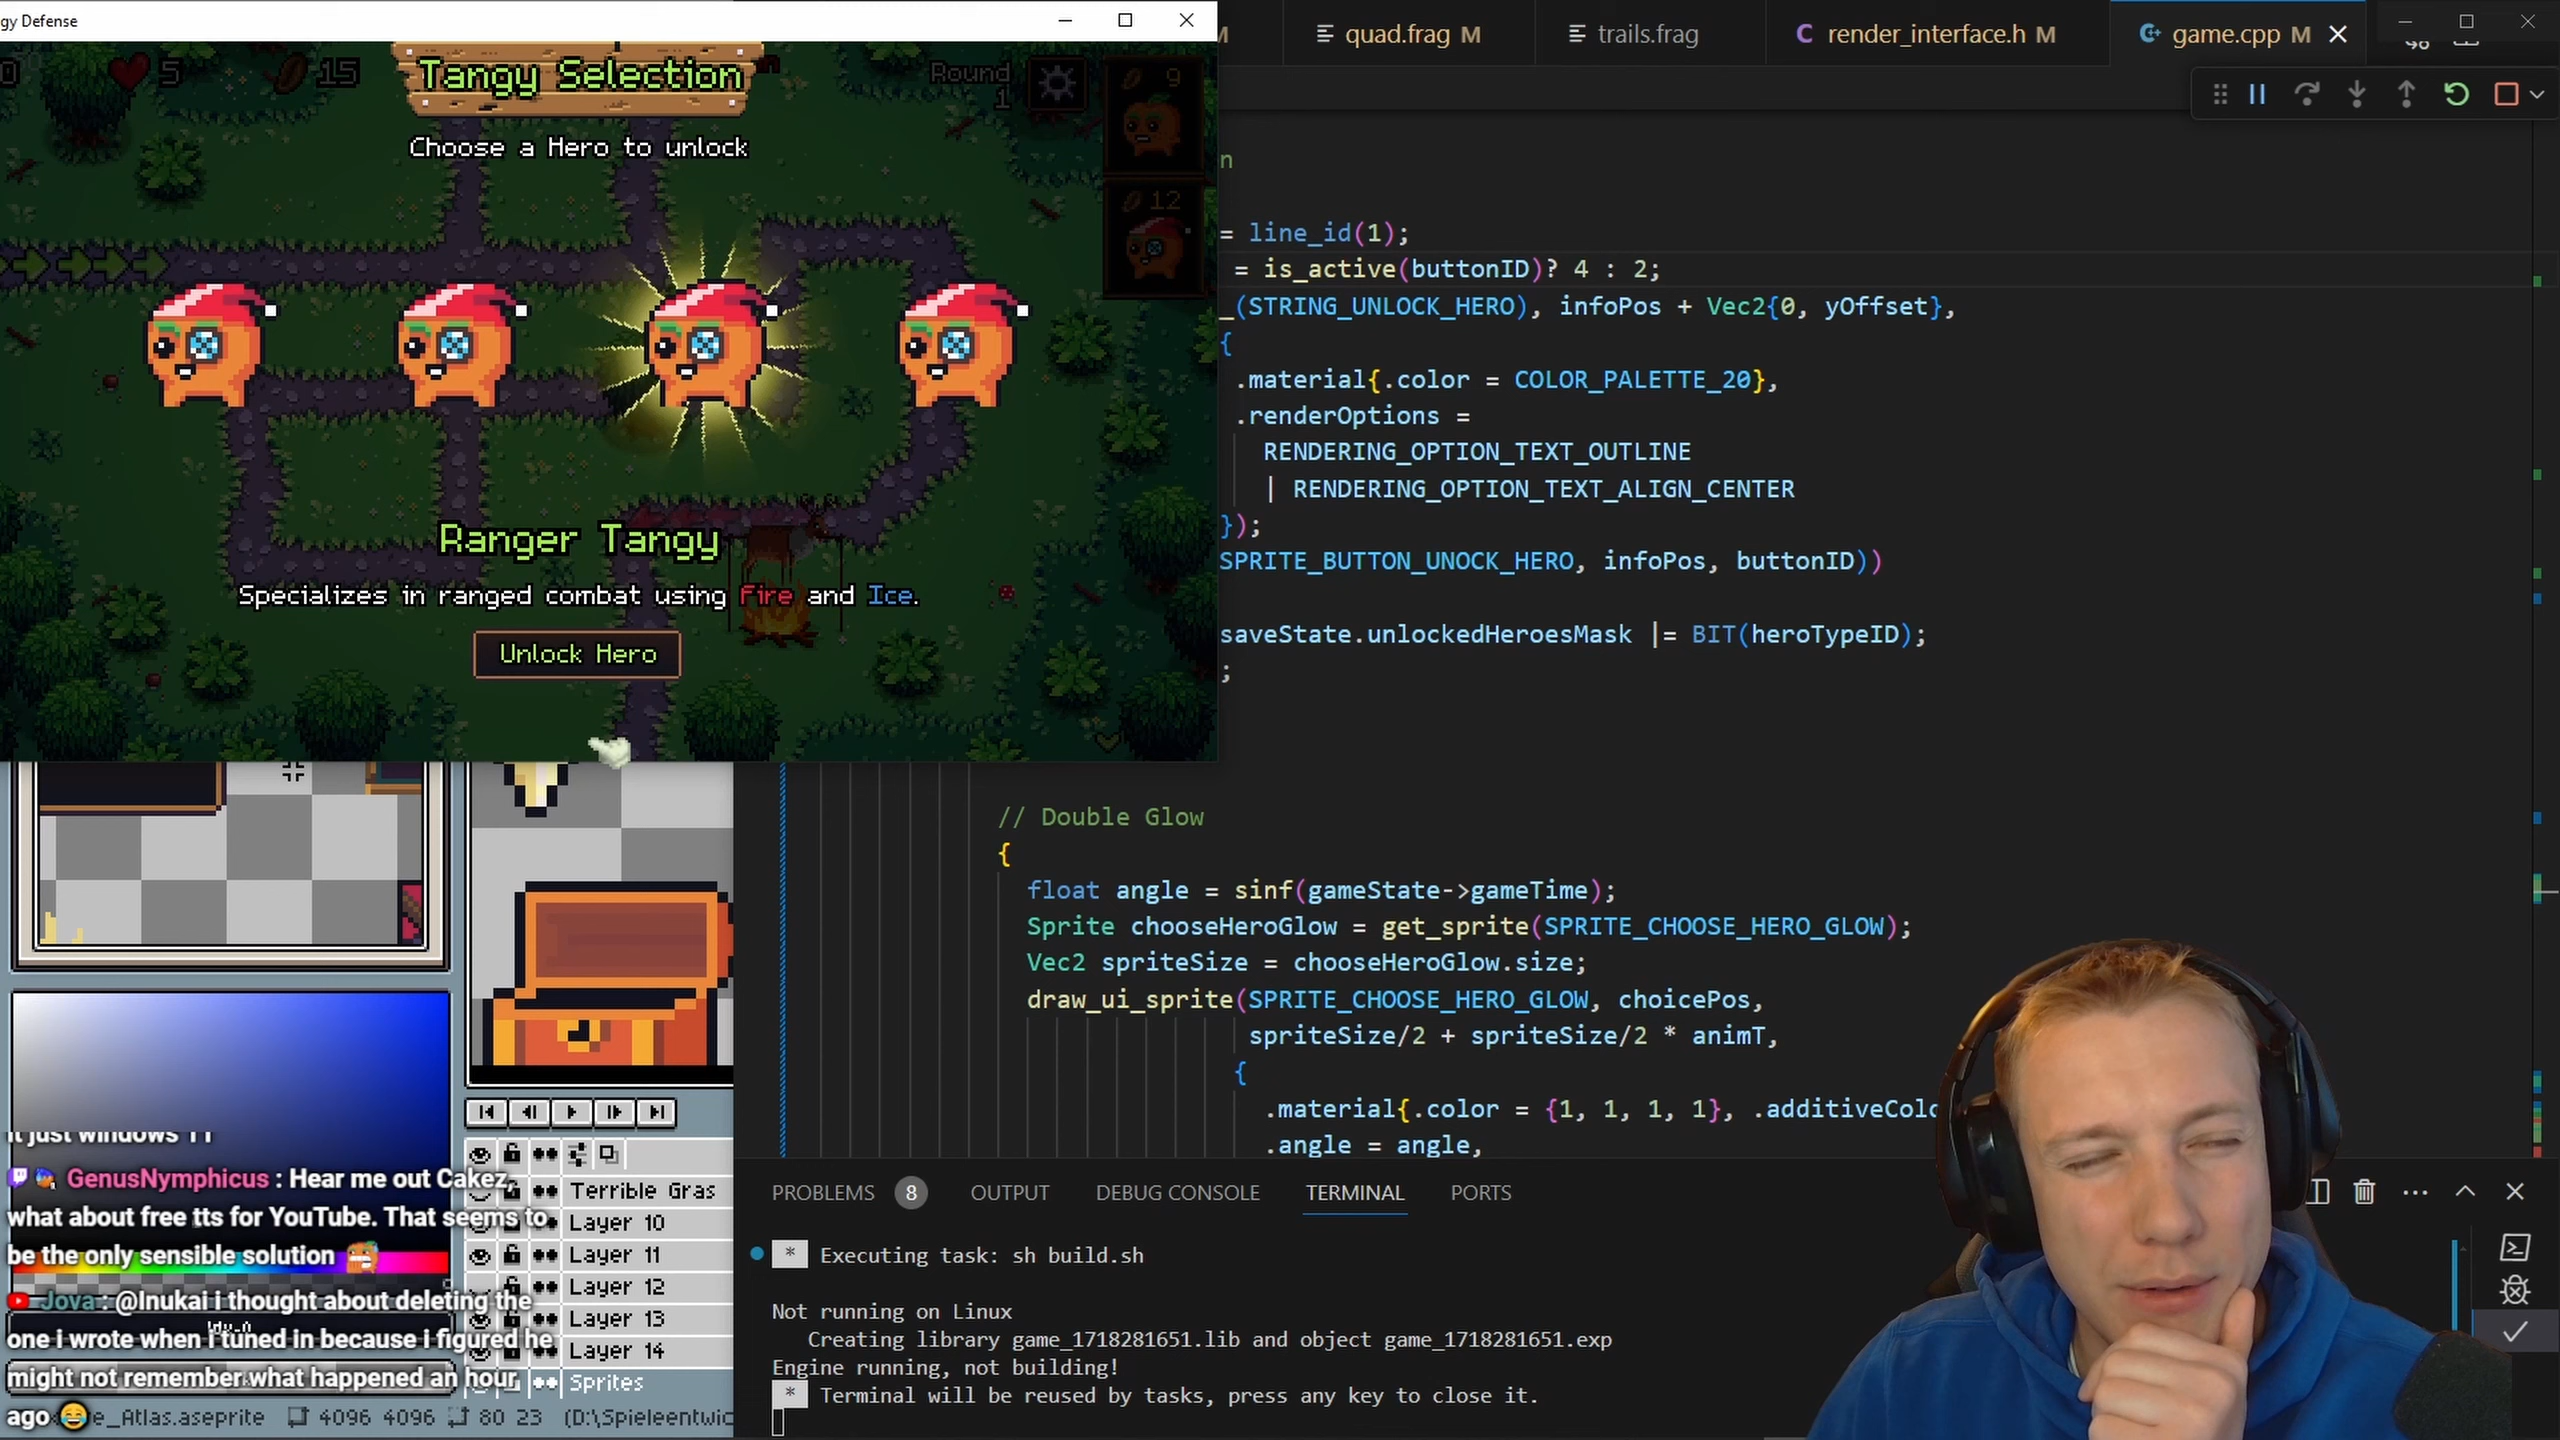 gy Defense
0
5
15
Tangy Selection
Round
1
9
12
Choose a Hero to unlock
Ranger Tangy
Specializes in ranged combat using Fire and Ice.
Unlock Hero
M
quad.frag M
trails.frag
C render_interface.h M
game.cpp M
n
= line_id(1);
= is_active(buttonID)? 4 : 2;
_(STRING_UNLOCK_HERO), infoPos + Vec2{0, yOffset},
{
.material{.color = COLOR_PALETTE_20},
.renderOptions =
RENDERING_OPTION_TEXT_OUTLINE
| RENDERING_OPTION_TEXT_ALIGN_CENTER
});
SPRITE_BUTTON_UNOCK_HERO, infoPos, buttonID))
saveState.unlockedHeroesMask |= BIT(heroTypeID);
;
// Double Glow
{
float angle = sinf(gameState->gameTime);
Sprite chooseHeroGlow = get_sprite(SPRITE_CHOOSE_HERO_GLOW);
Vec2 spriteSize = chooseHeroGlow.size;
draw_ui_sprite(SPRITE_CHOOSE_HERO_GLOW, choicePos,
spriteSize/2 + spriteSize/2 * animT,
{
.material{.color = {1, 1, 1, 1}, .additiveColo
.angle = angle,
PROBLEMS 8 OUTPUT DEBUG CONSOLE TERMINAL PORTS
* Executing task: sh build.sh
Not running on Linux
Creating library game_1718281651.lib and object game_1718281651.exp
Engine running, not building!
* Terminal will be reused by tasks, press any key to close it.
Terrible Gras
Layer 10
Layer 11
Layer 12
Layer 13
Layer 14
Sprites
it just windows 11
GenusNymphicus : Hear me out Cakez,
what about free tts for YouTube. That seems to
be the only sensible solution
Jova : @Inukai i thought about deleting the
one i wrote when i tuned in because i figured he
might not remember what happened an hour
ago
e_Atlas.aseprite 4096 4096 80 23 (D:\Spieleentwic